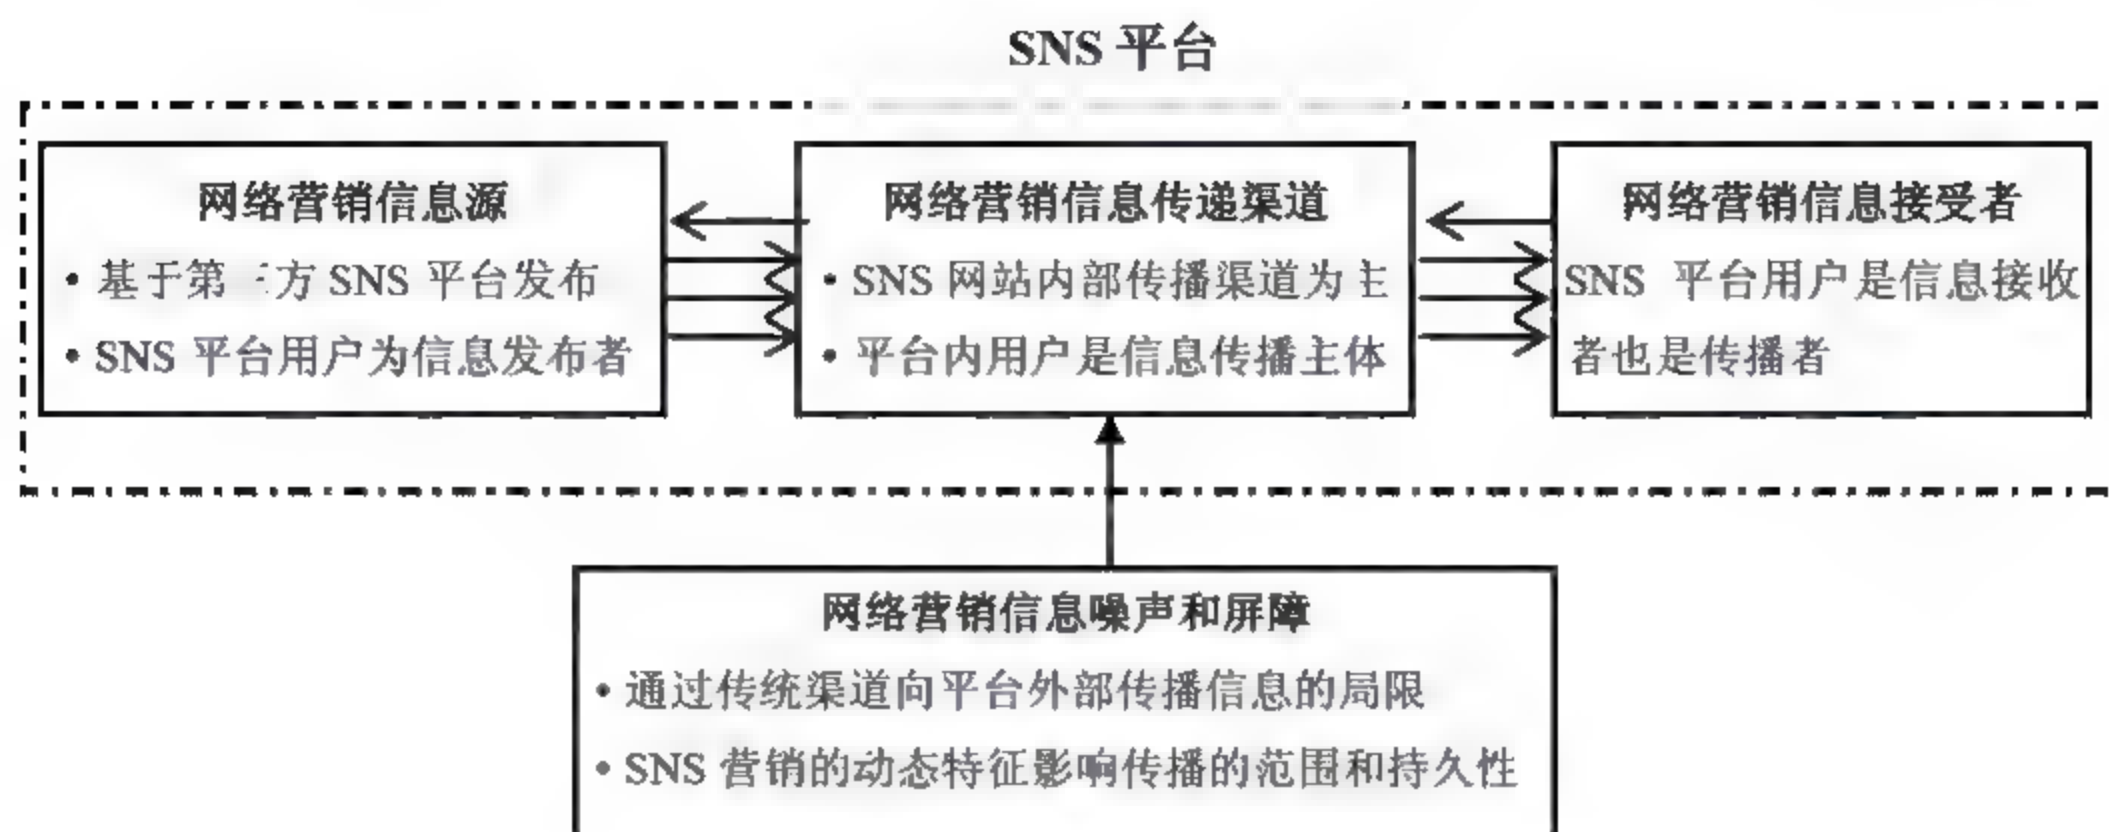 SNS 平台
网络营销信息源
• 基于第三方 SNS 平台发布
• SNS 平台用户为信息发布者
网络营销信息传递渠道
• SNS 网站内部传播渠道为主
• 平台内用户是信息传播主体
网络营销信息接受者
SNS 平台用户是信息接收
者也是传播者
网络营销信息噪声和屏障
• 通过传统渠道向平台外部传播信息的局限
• SNS 营销的动态特征影响传播的范围和持久性